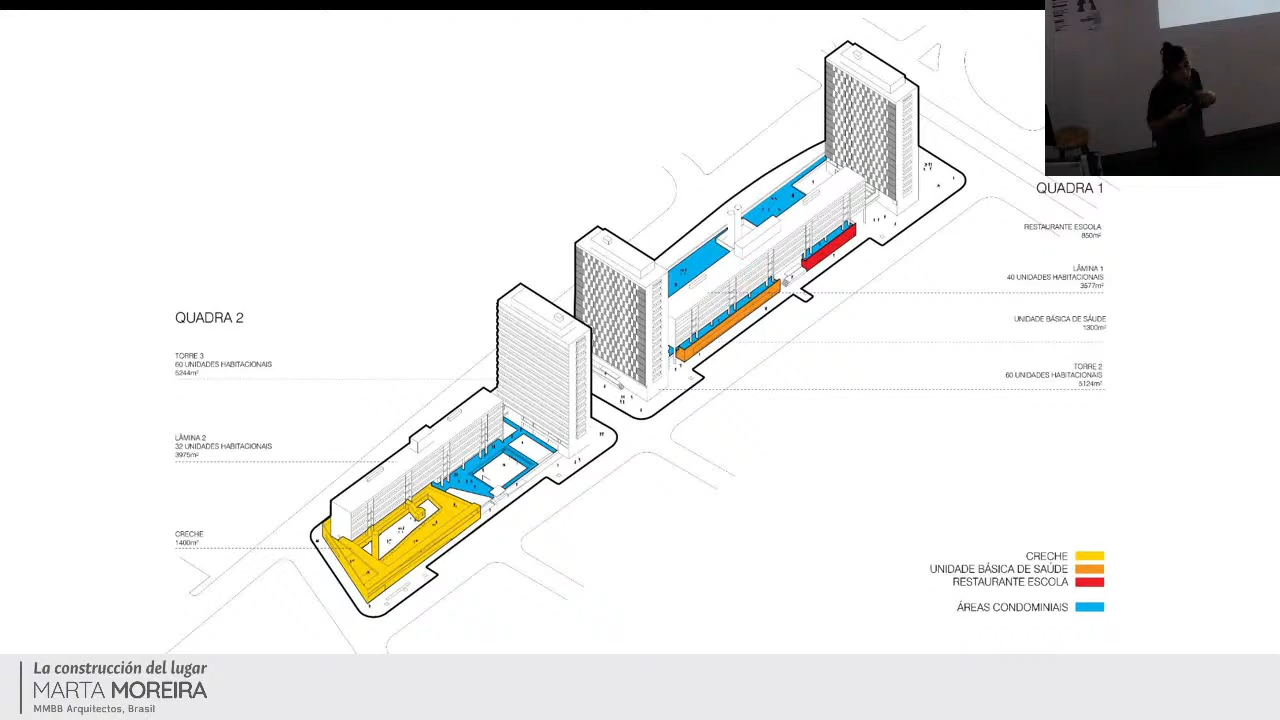 QUADRA 1
RESTAURANTE ESCOLA
850m²
LÂMINA 1
40 UNIDADES HABITACIONAIS
3577m²
UNIDADE BÁSICA DE SÁUDE
1300m²
TORRE 2
60 UNIDADES HABITACIONAIS
5124m²
QUADRA 2
TORRE 3
60 UNIDADES HABITACIONAIS
5244m²
LÂMINA 2
32 UNIDADES HABITACIONAIS
3975m²
CRECHE
1400m²
CRECHE
UNIDADE BÁSICA DE SAÚDE
RESTAURANTE ESCOLA
ÁREAS CONDOMINIAIS
La construcción del lugar
MARTA MOREIRA
MMBB Arquitectos, Brasil